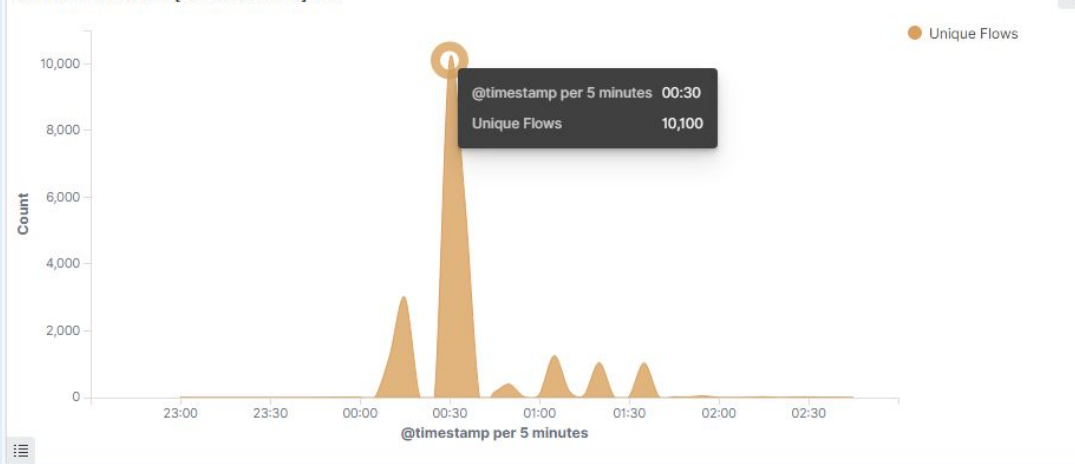 Unique Flows
10,000
8,000
6,000
4,000
2,000
0
Count
@timestamp per 5 minutes 00:30
Unique Flows 10,100
23:00 23:30 00:00 00:30 01:00 01:30 02:00 02:30
@timestamp per 5 minutes